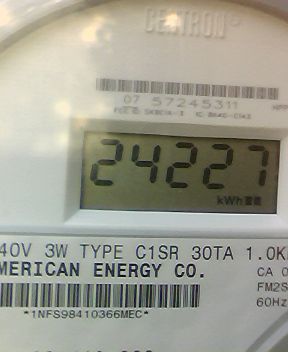 CENTRON
07 57245311
24227
kWh
40V 3W TYPE C1SR 30TA 1.0K
MERICAN ENERGY CO.
CA 0
FM2S
60Hz
*1NFS98410366MEC*